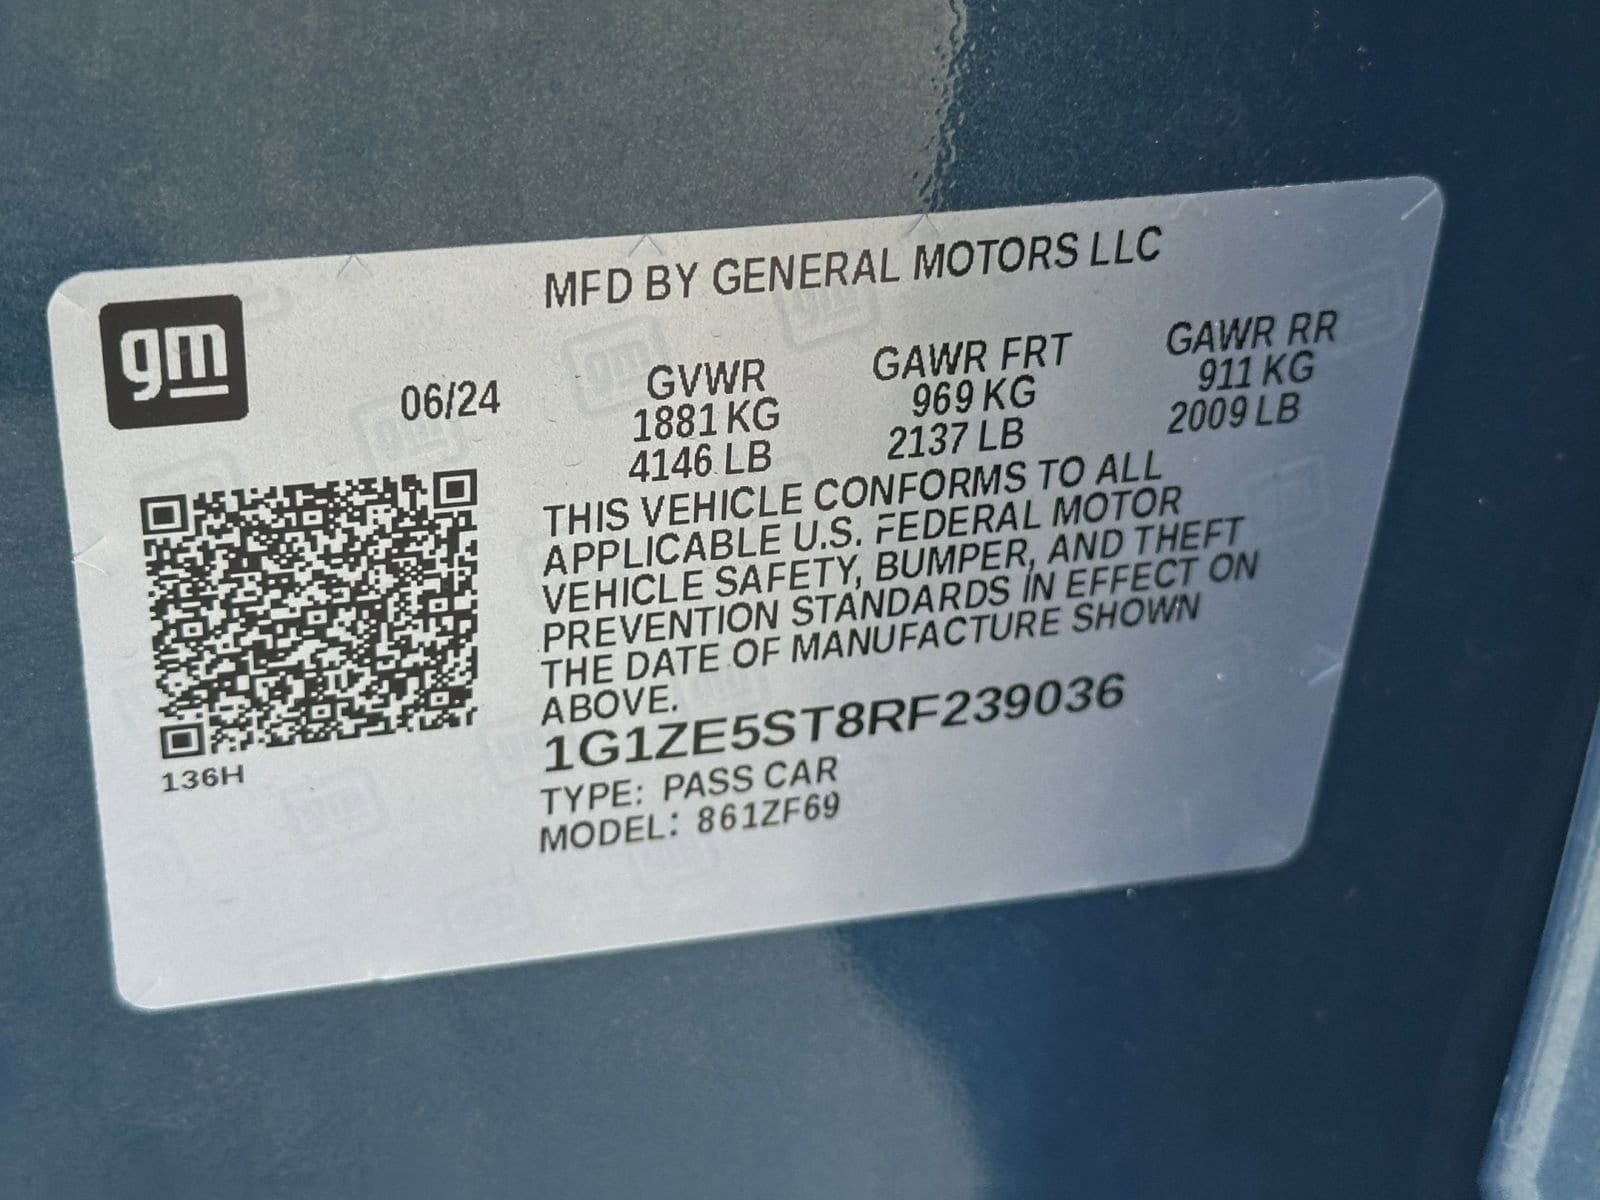 MFD BY GENERAL MOTORS LLC
gm
06/24
GVWR
1881 KG
4146 LB
GAWR FRT
969 KG
2137 LB
GAWR RR
911 KG
2009 LB
THIS VEHICLE CONFORMS TO ALL
APPLICABLE U.S. FEDERAL MOTOR
VEHICLE SAFETY, BUMPER, AND THEFT
PREVENTION STANDARDS IN EFFECT ON
THE DATE OF MANUFACTURE SHOWN
ABOVE.
1G1ZE5ST8RF239036
TYPE: PASS CAR
MODEL: 861ZF69
136H